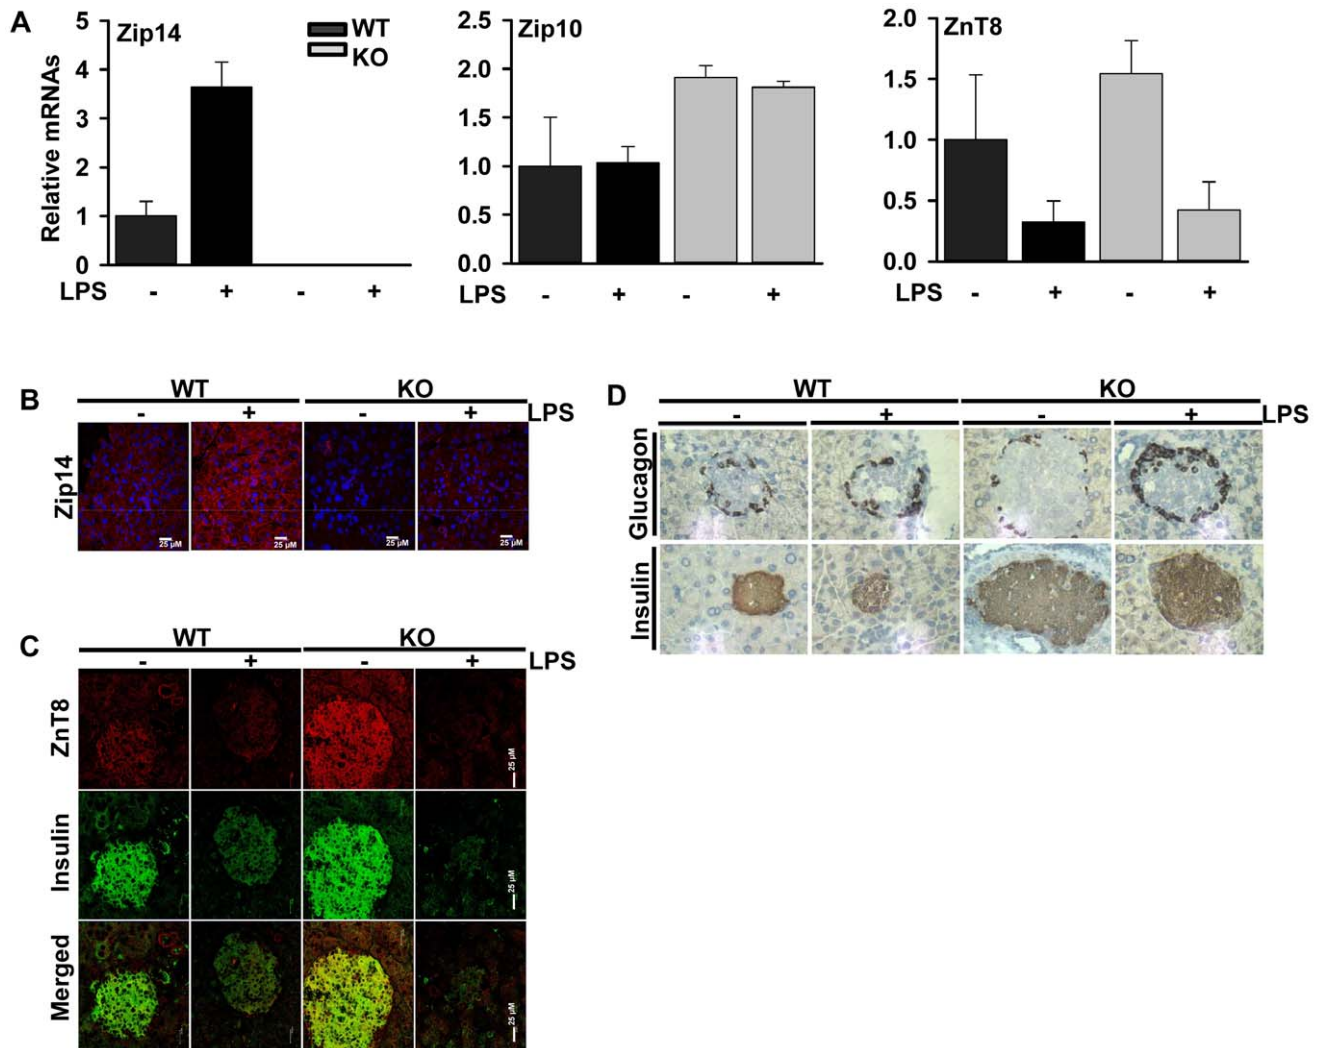 A
Zip14
WT
KO
Zip10
ZnT8
Relative mRNAs
5
4
3
2
1
0
2.5
2.0
1.5
1.0
0.5
0.0
2.0
1.5
1.0
0.5
0.0
LPS - + - +
LPS - + - +
LPS - + - +
B
WT KO
- + - + LPS
Zip14
25 µM 25 µM 25 µM 25 µM
C
WT KO
- + - + LPS
ZnT8
25 µM
Insulin
25 µM
Merged
25 µM
D
WT KO
- + - + LPS
Glucagon
Insulin